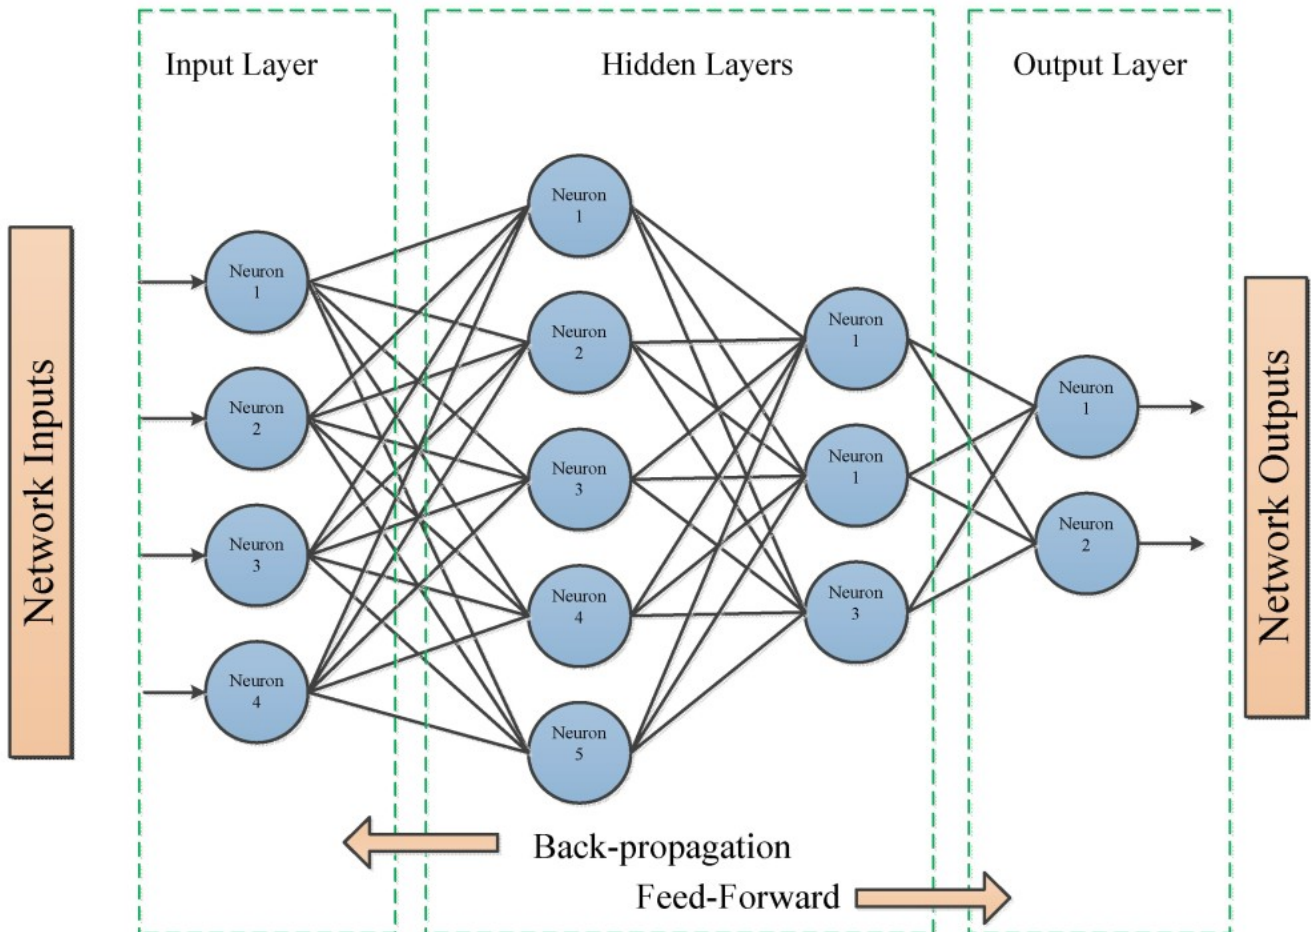 Input Layer
Hidden Layers
Output Layer
Network Inputs
Neuron
1
Neuron
2
Neuron
3
Neuron
4
Neuron
1
Neuron
2
Neuron
3
Neuron
4
Neuron
5
Neuron
1
Neuron
1
Neuron
3
Neuron
1
Neuron
2
Network Outputs
Back-propagation
Feed-Forward